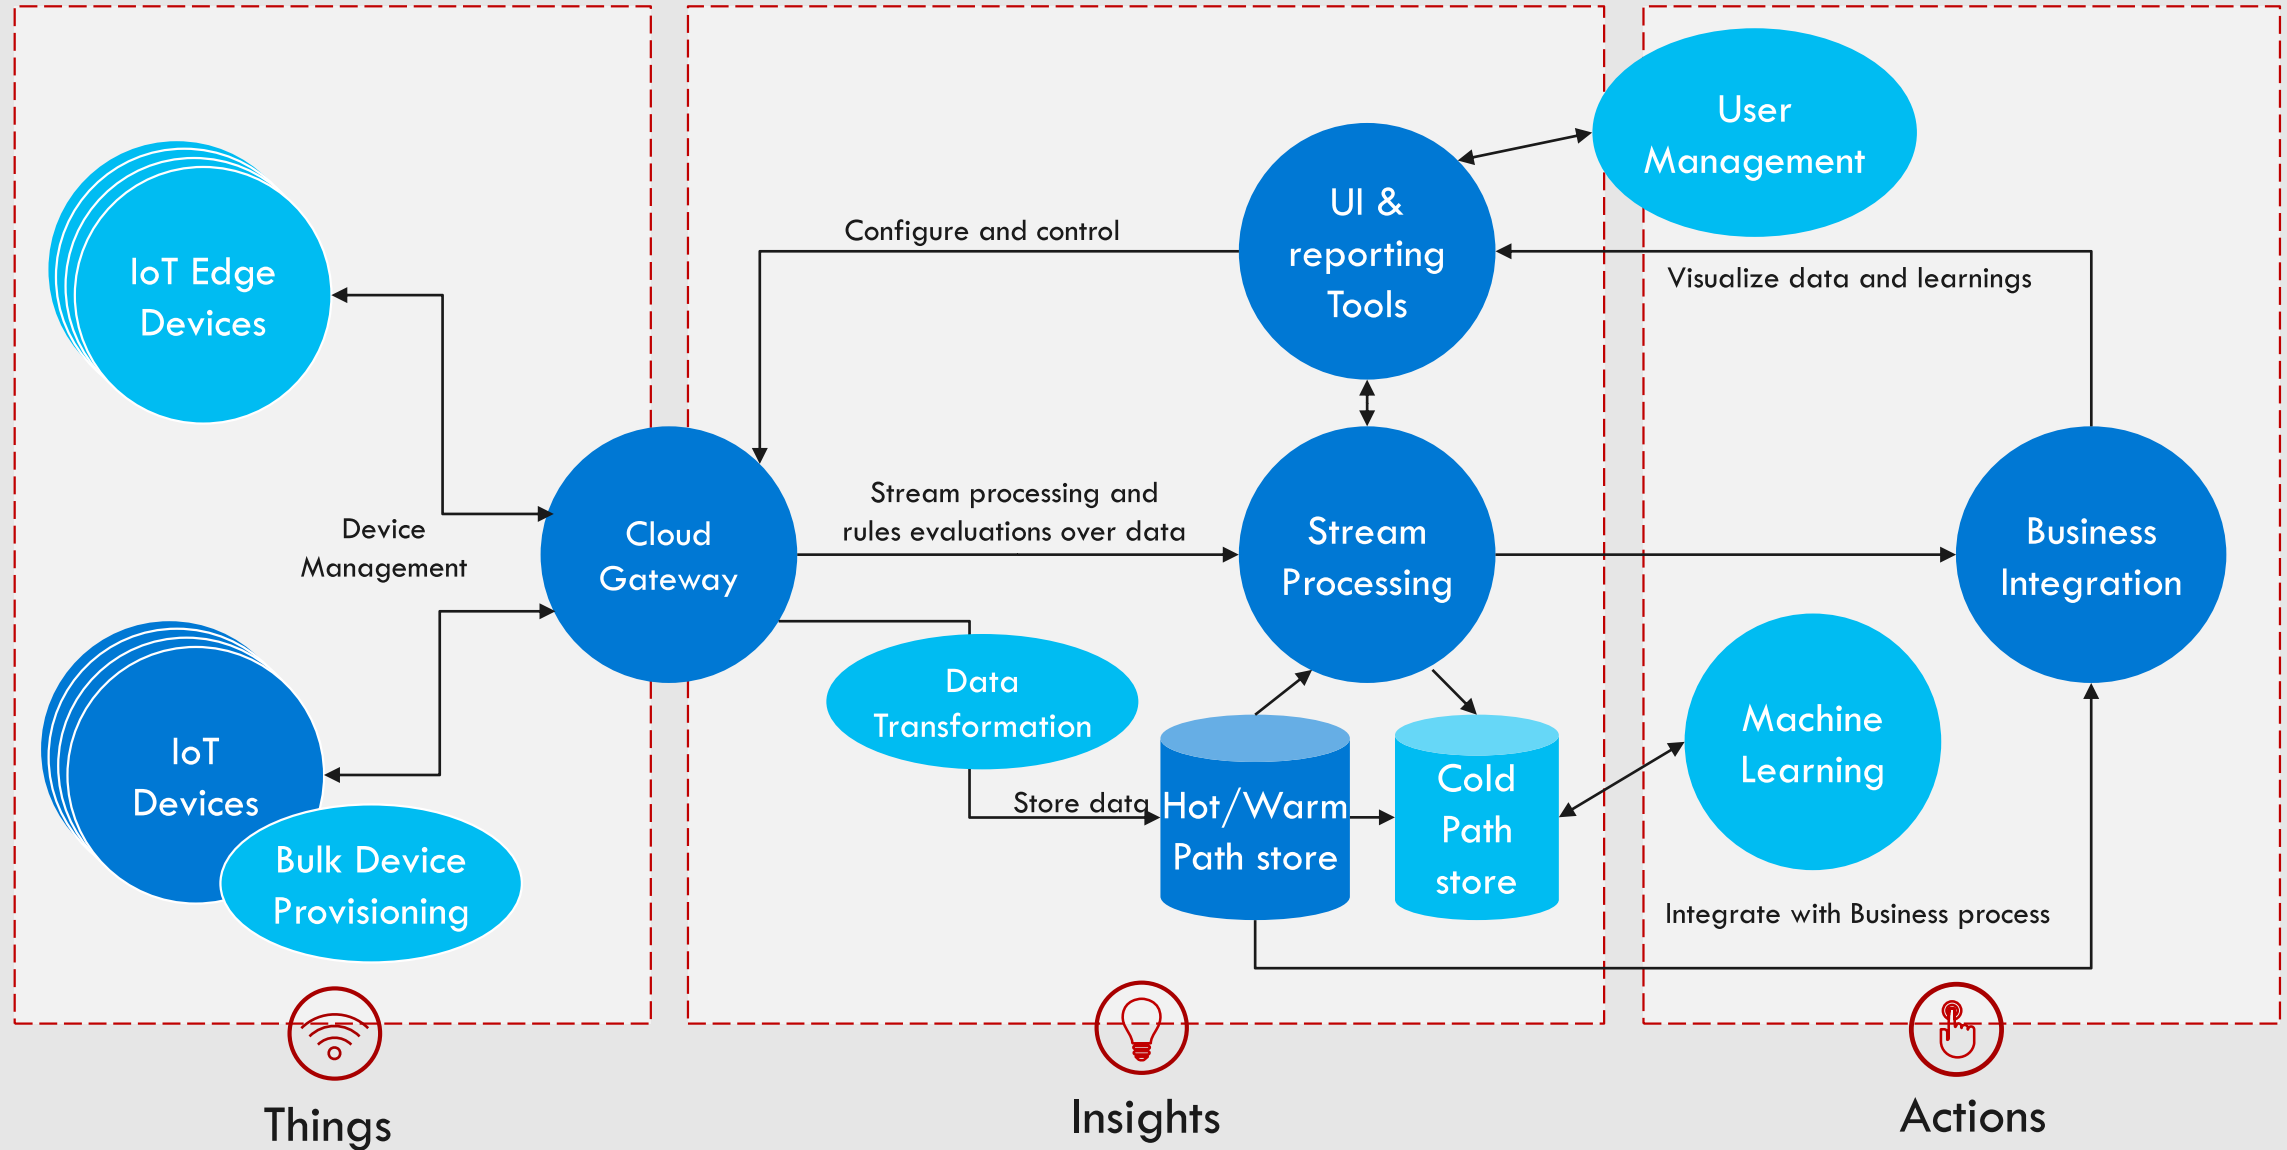 User
Management
UI &
reporting
Tools
Configure and control
Visualize data and learnings
IoT Edge
Devices
Device
Management
Cloud
Gateway
Stream processing and
rules evaluations over data
Stream
Processing
Business
Integration
Data
Transformation
Store data
Hot/Warm
Path store
Cold
Path
store
Machine
Learning
IoT
Devices
Bulk Device
Provisioning
Integrate with Business process
Things
Insights
Actions